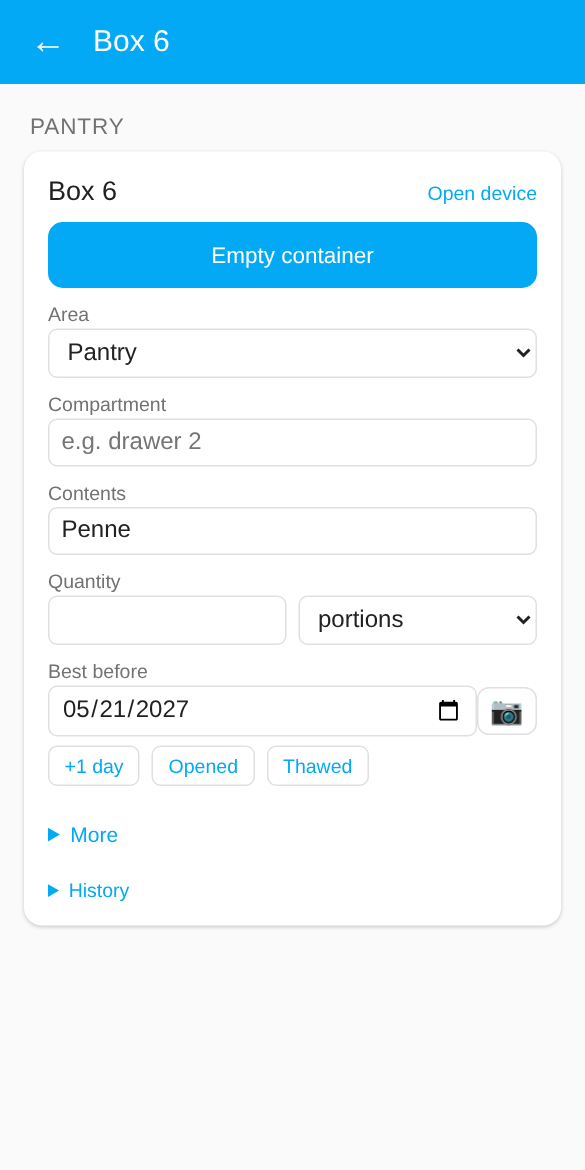 ← Box 6
PANTRY
Box 6 Open device
Empty container
Area
Pantry
Compartment
e.g. drawer 2
Contents
Penne
Quantity
portions
Best before
05/21/2027
+1 day Opened Thawed
More
History